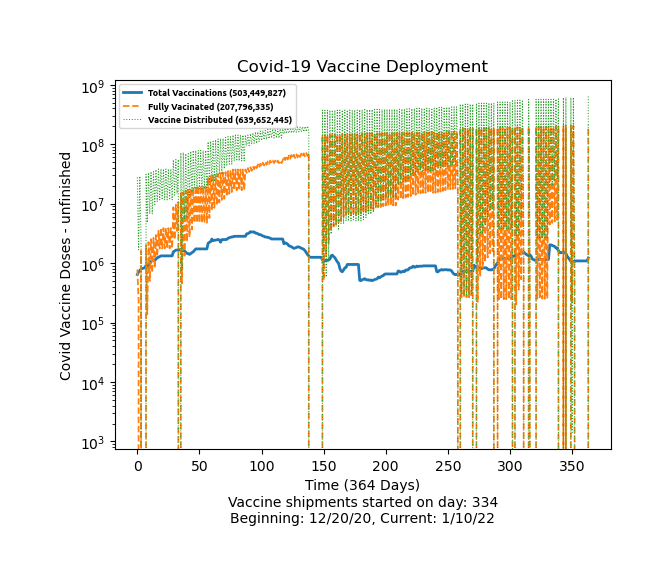 Covid-19 Vaccine Deployment
Total Vaccinations (503,449,827)
Fully Vacinated (207,796,335)
Vaccine Distributed (639,652,445)
Covid Vaccine Doses - unfinished
10⁹
10⁸
10⁷
10⁶
10⁵
10⁴
10³
0 50 100 150 200 250 300 350
Time (364 Days)
Vaccine shipments started on day: 334
Beginning: 12/20/20, Current: 1/10/22